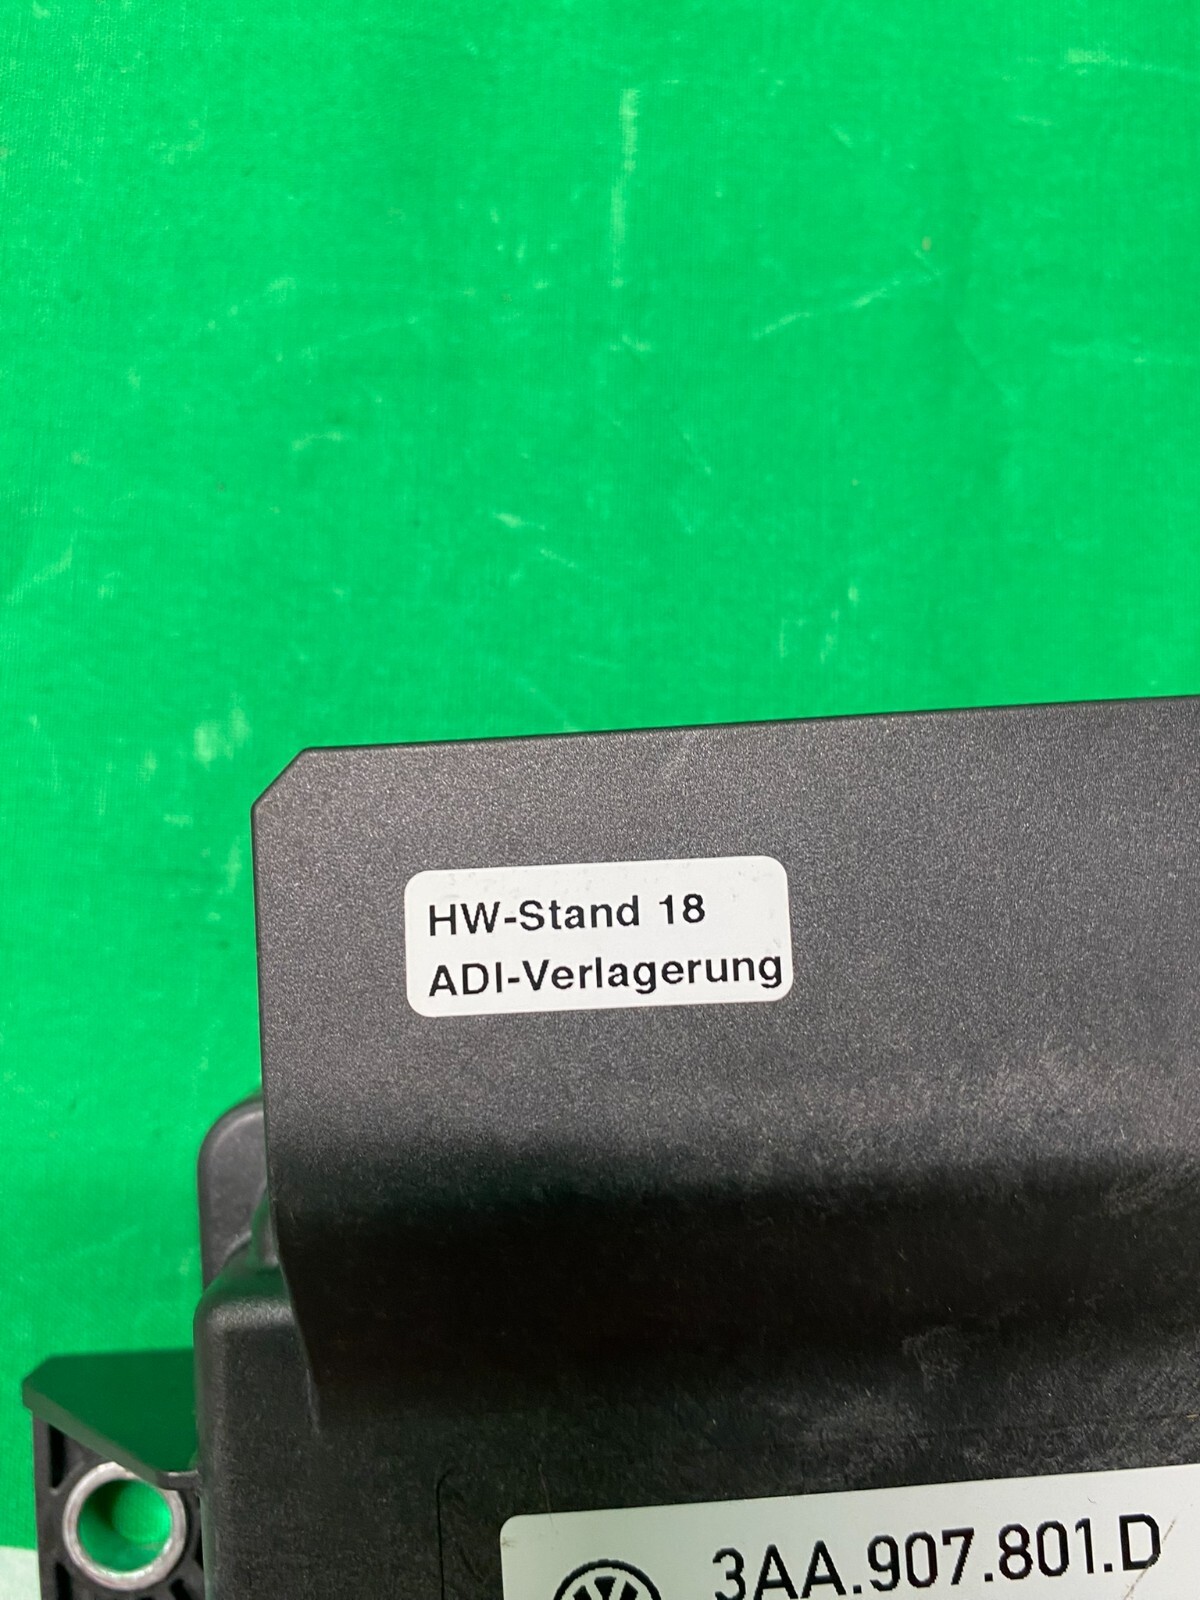 HW-Stand 18
ADI-Verlagerung
3AA.907.801.D